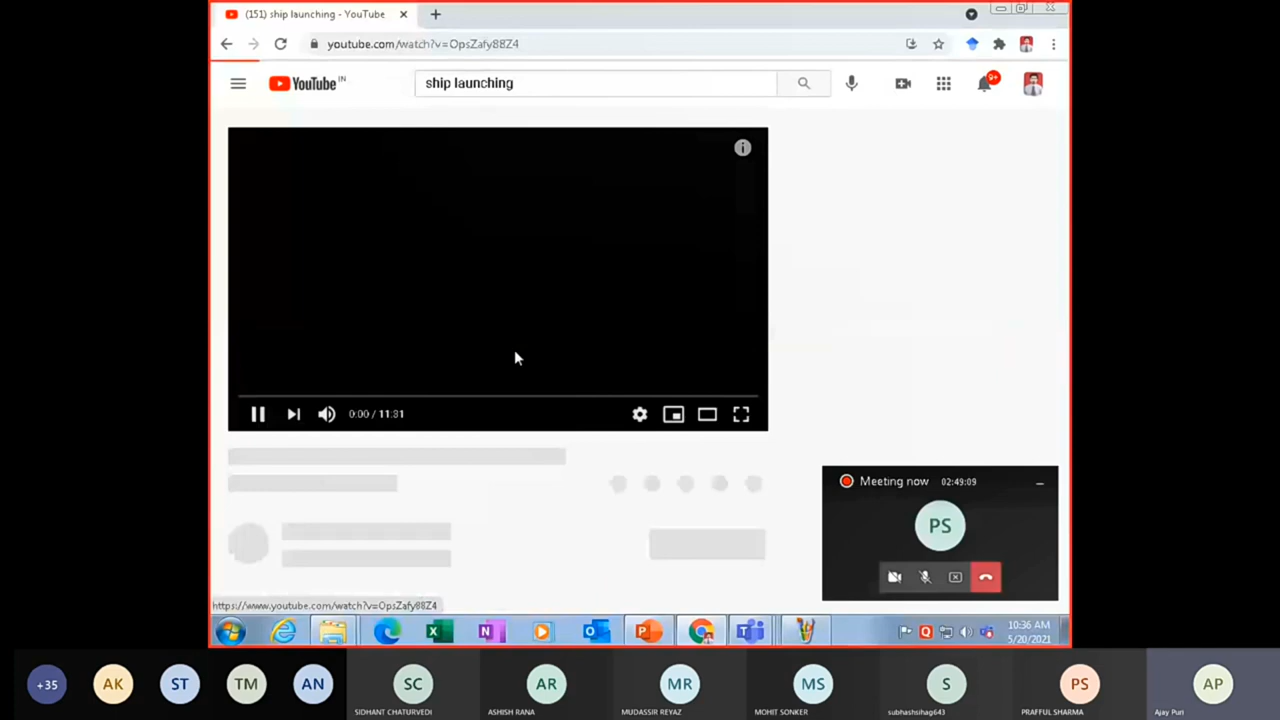 (151) ship launching - YouTube
youtube.com/watch?v=OpsZafy88Z4
YouTube IN
ship launching
9+
0:00 / 11:31
Meeting now 02:49:09
PS
https://www.youtube.com/watch?v=OpsZafy88Z4
10:36 AM
5/20/2021
+35
AK
ST
TM
AN
SC
SIDHANT CHATURVEDI
AR
ASHISH RANA
MR
MUDASSIR REYAZ
MS
MOHIT SONKER
S
subhashsihag643
PS
PRAFFUL SHARMA
AP
Ajay Puri